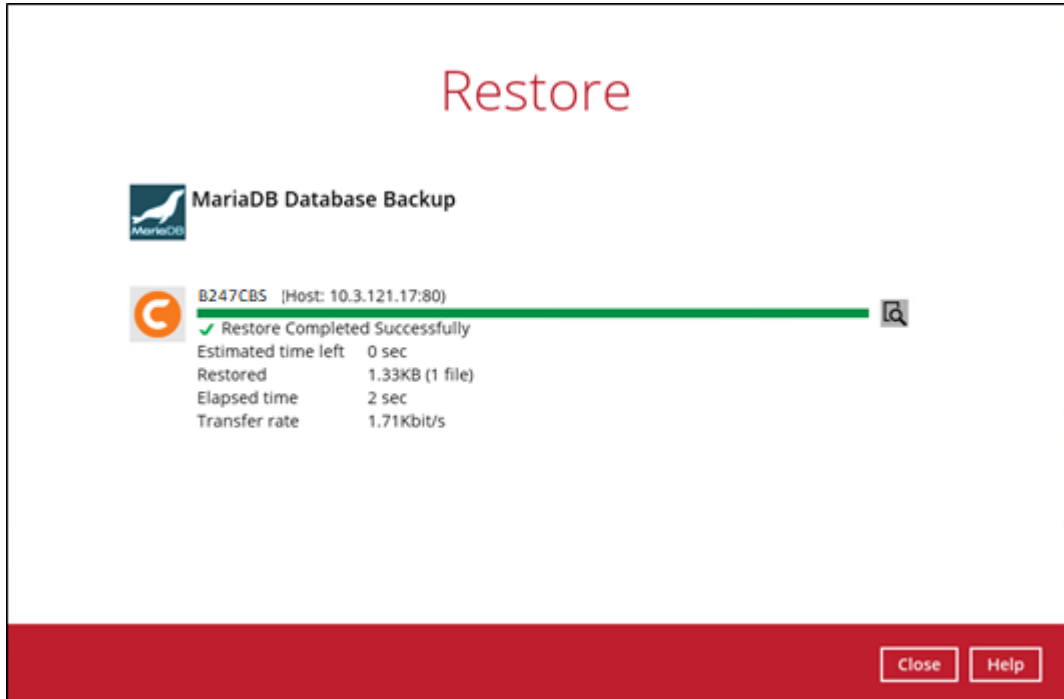 Restore
MariaDB Database Backup
MariaDB
B247CBS (Host: 10.3.121.17:80)
Restore Completed Successfully
Estimated time left 0 sec
Restored 1.33KB (1 file)
Elapsed time 2 sec
Transfer rate 1.71Kbit/s
Close Help